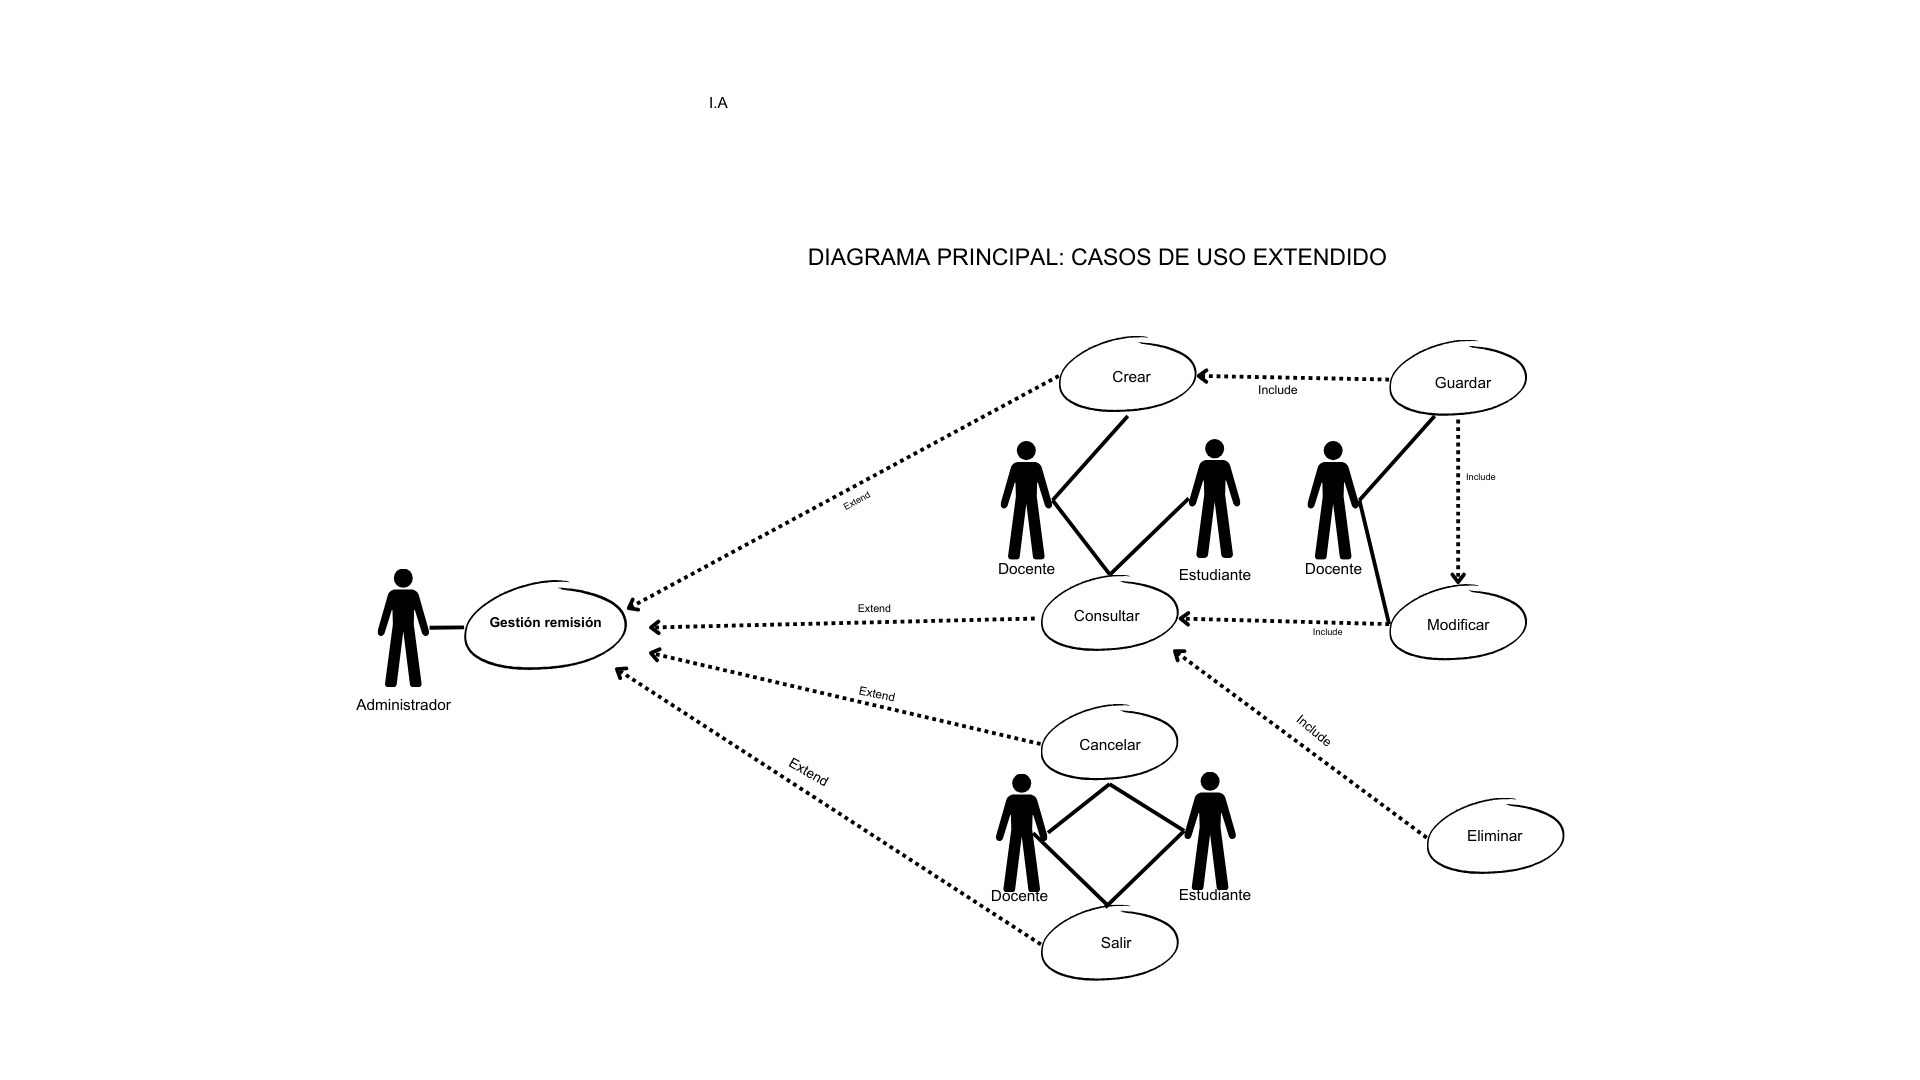 I.A
DIAGRAMA PRINCIPAL: CASOS DE USO EXTENDIDO
Crear
Guardar
Include
Include
Extend
Docente
Estudiante
Docente
Extend
Consultar
Gestión remisión
Include
Modificar
Administrador
Extend
Cancelar
Include
Extend
Eliminar
Docente
Estudiante
Salir